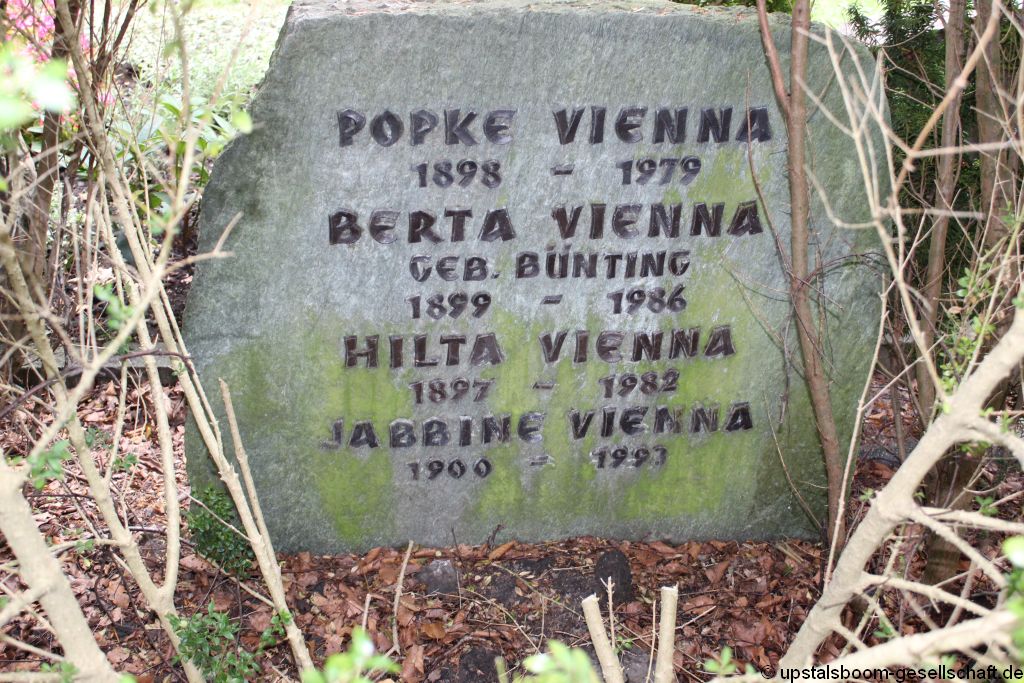 POPKE VIENNA
1898 - 1979
BERTA VIENNA
GEB. BÜNTING
1899 - 1986
HILTA VIENNA
1897 - 1982
JABBINE VIENNA
1900 - 1993
© upstalsboom-gesellschaft.org